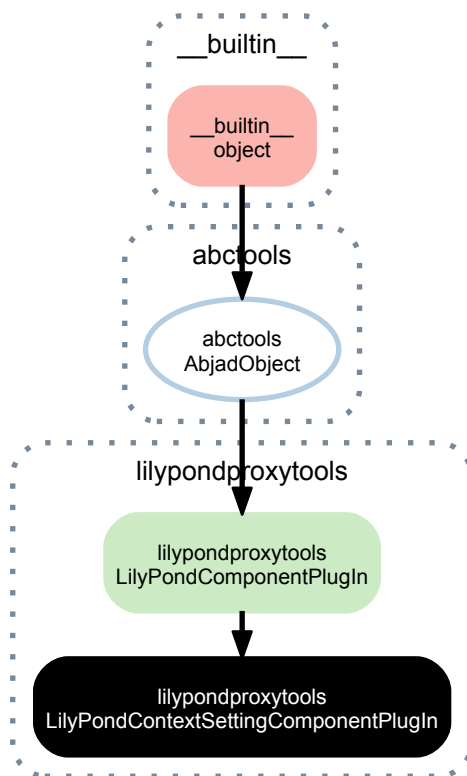 __builtin__
__builtin__
object
abctools
abctools
AbjadObject
lilypondproxytools
lilypondproxytools
LilyPondComponentPlugIn
lilypondproxytools
LilyPondContextSettingComponentPlugIn